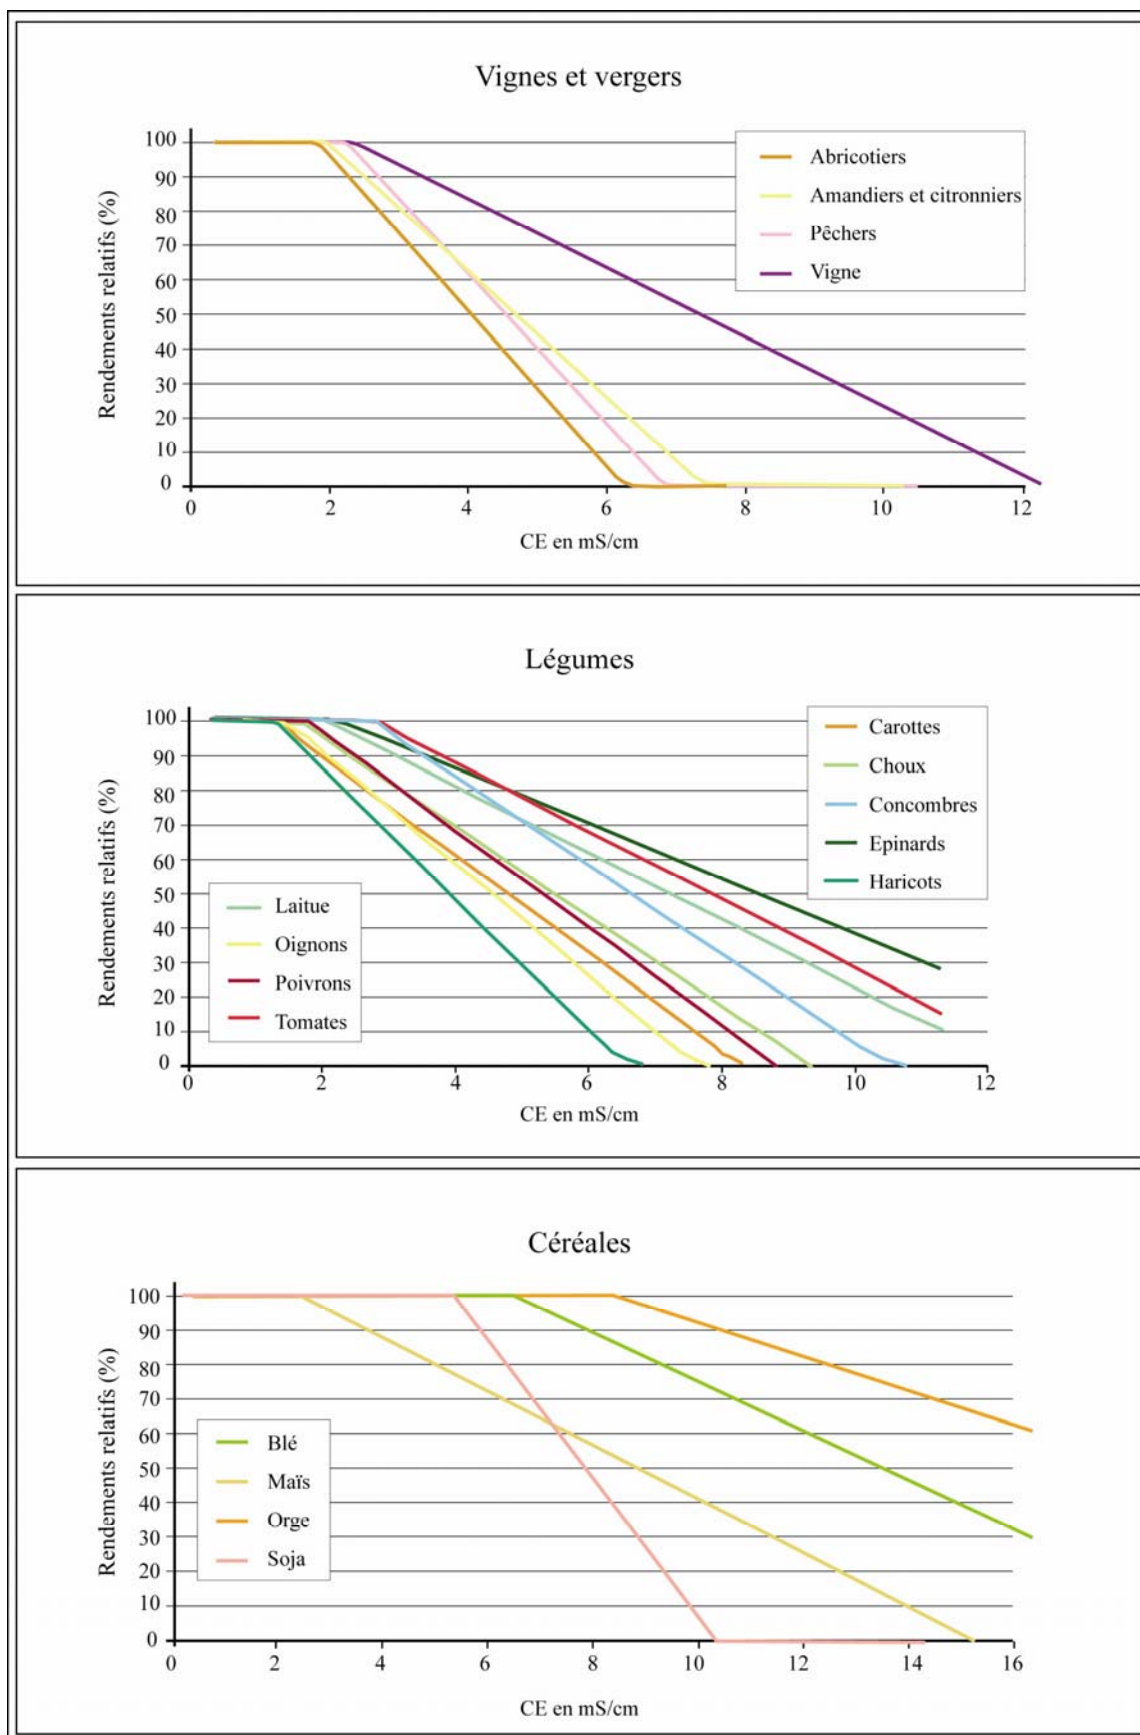 Vignes et vergers
Rendements relatifs (%)
100
90
80
70
60
50
40
30
20
10
0
0 2 4 6 8 10 12
CE en mS/cm
Abricotiers
Amandiers et citronniers
Pêchers
Vigne
Légumes
Rendements relatifs (%)
100
90
80
70
60
50
40
30
20
10
0
0 2 4 6 8 10 12
CE en mS/cm
Carottes
Choux
Concombres
Epinards
Haricots
Laitue
Oignons
Poivrons
Tomates
Céréales
Rendements relatifs (%)
100
90
80
70
60
50
40
30
20
10
0
0 2 4 6 8 10 12 14 16
CE en mS/cm
Blé
Maïs
Orge
Soja